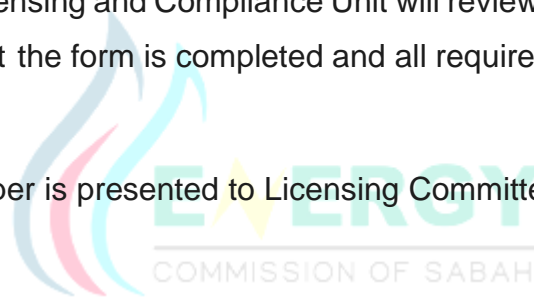 ensing and Compliance Unit will review
t the form is completed and all require
per is presented to Licensing Committe
ENERGY
COMMISSION OF SABAH